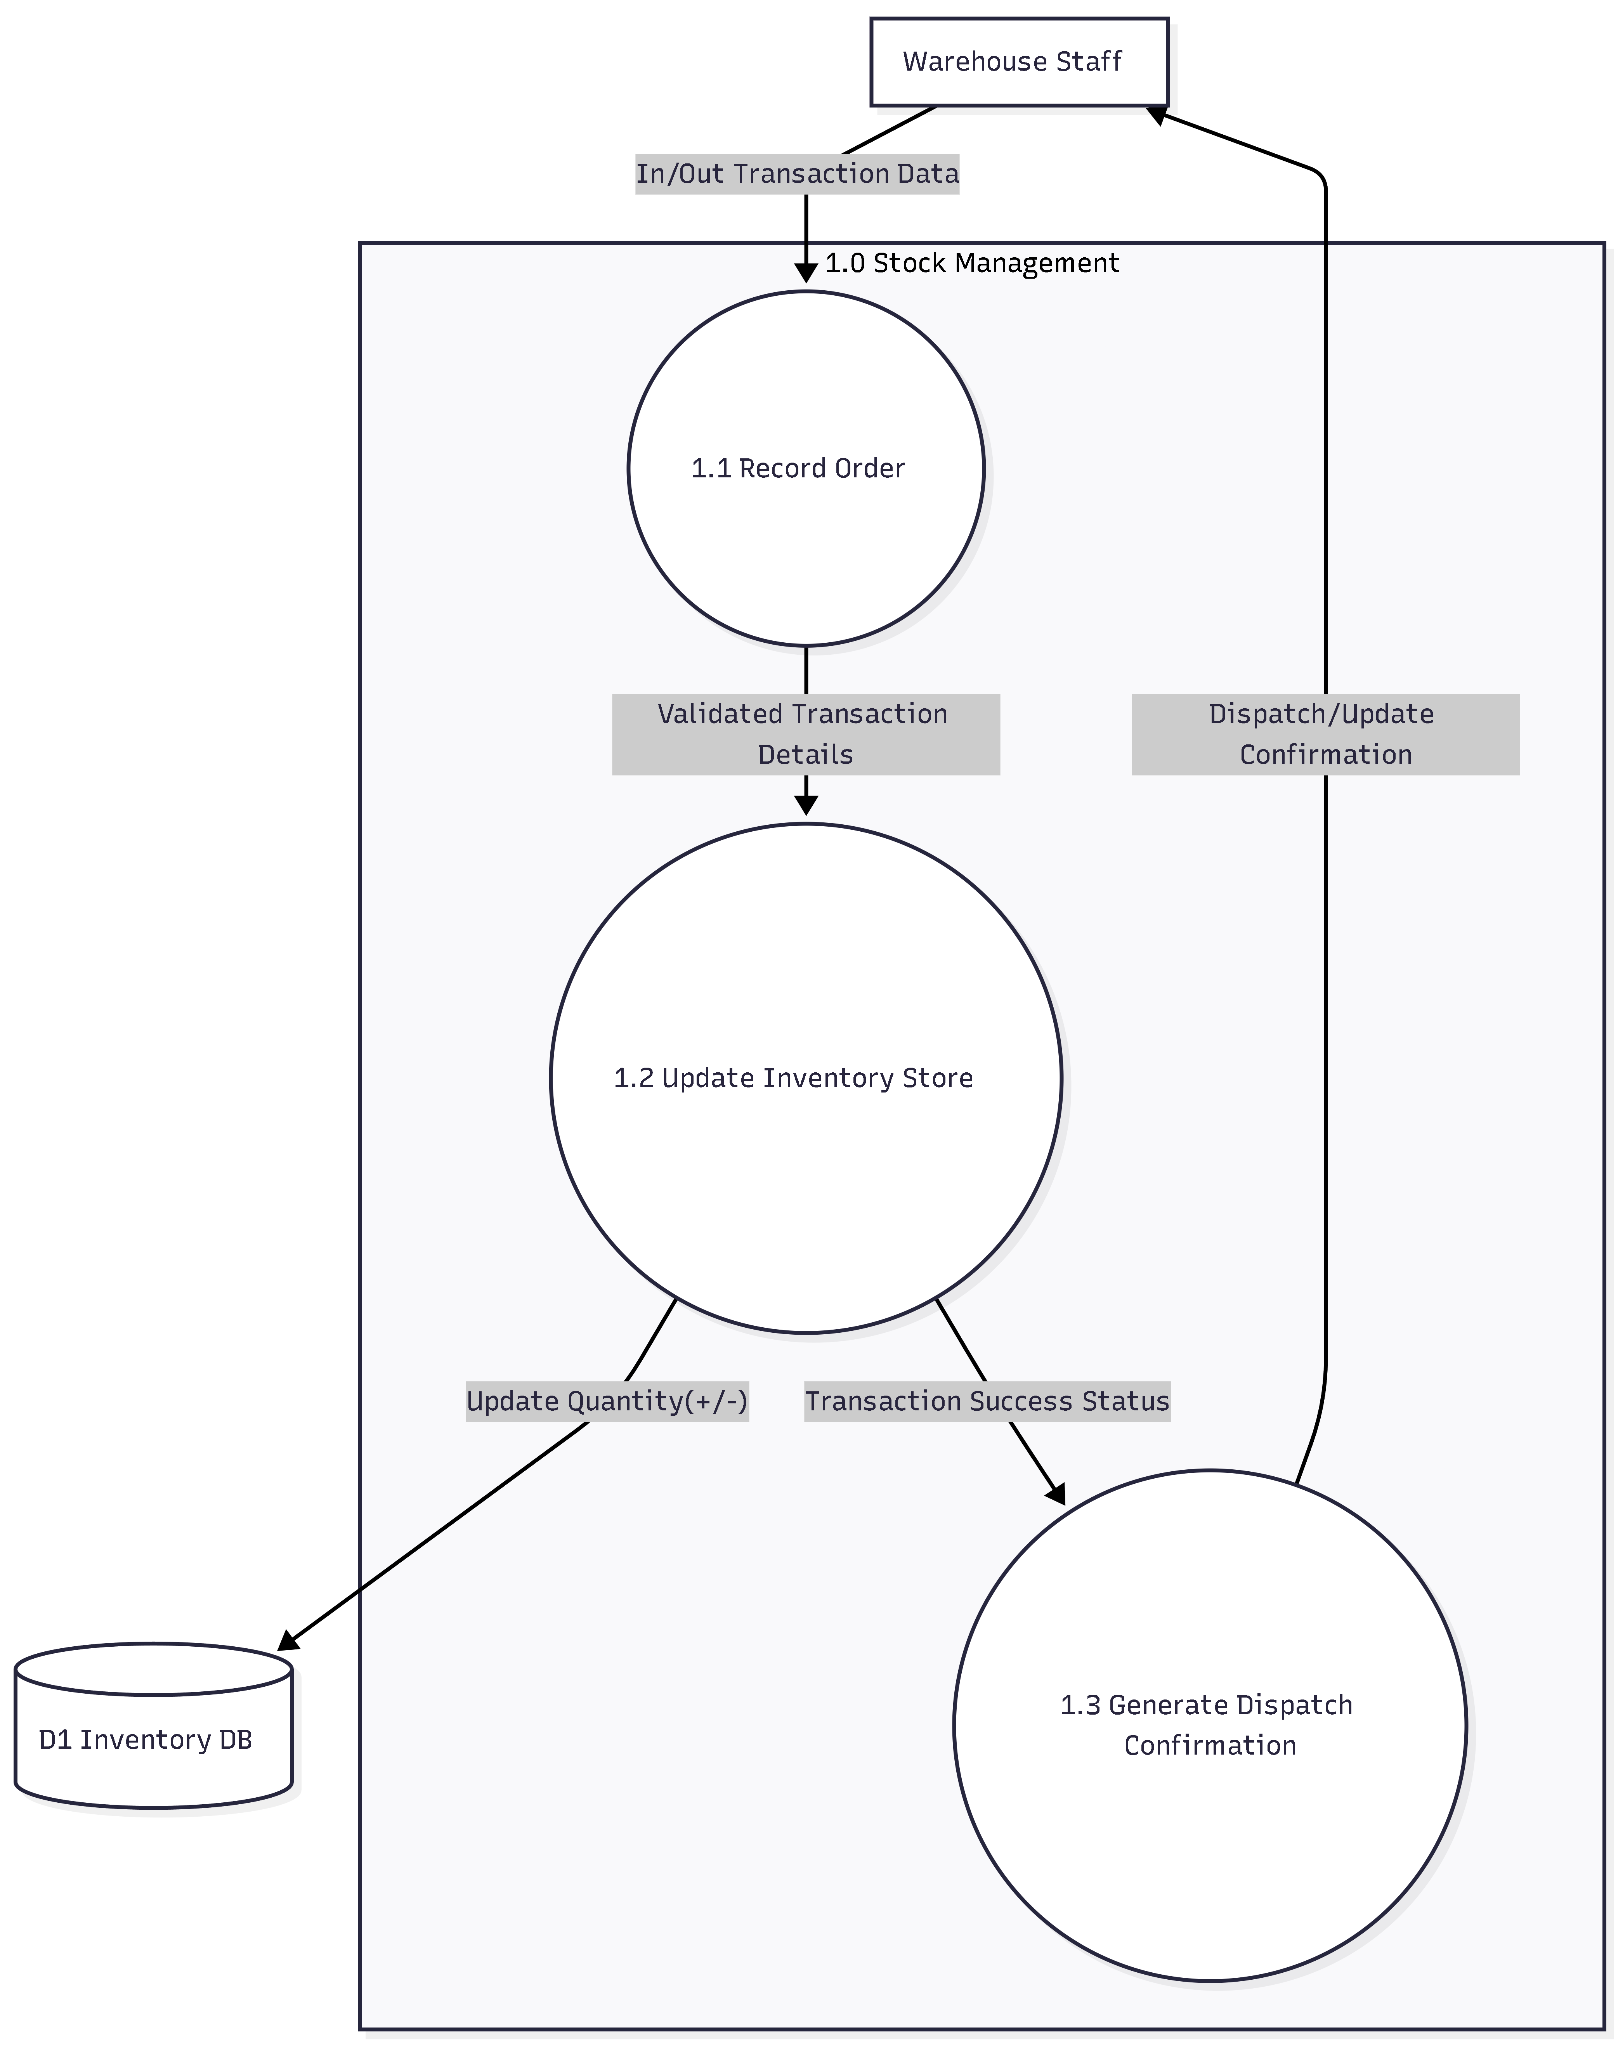 Warehouse Staff
In/Out Transaction Data
1.0 Stock Management
1.1 Record Order
Validated Transaction
Details
Dispatch/Update
Confirmation
1.2 Update Inventory Store
Update Quantity(+/-)
Transaction Success Status
D1 Inventory DB
1.3 Generate Dispatch
Confirmation